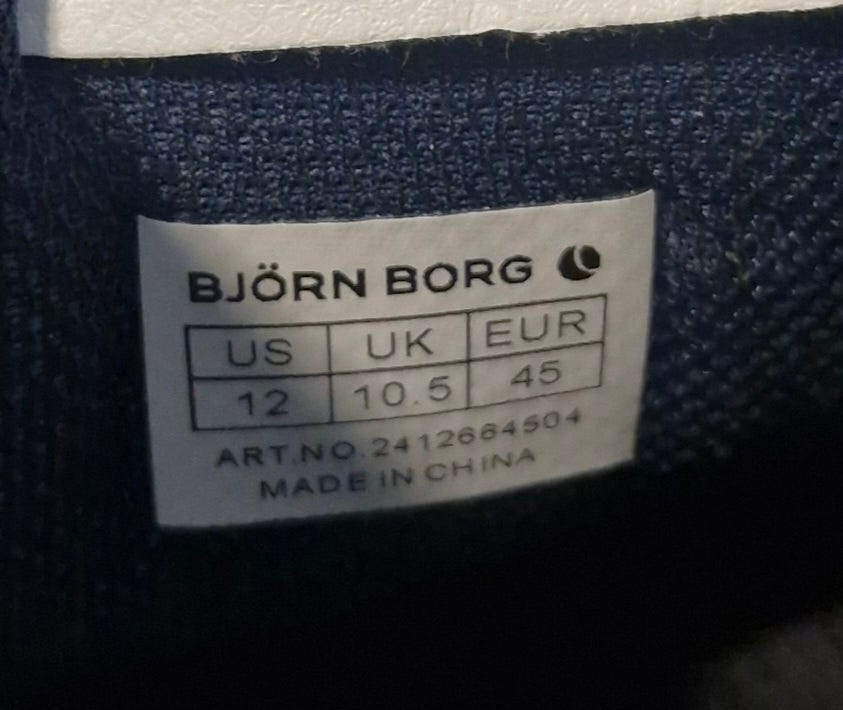 BJÖRN BORG
US UK EUR
12 10.5 45
ART.NO.2412664504
MADE IN CHINA